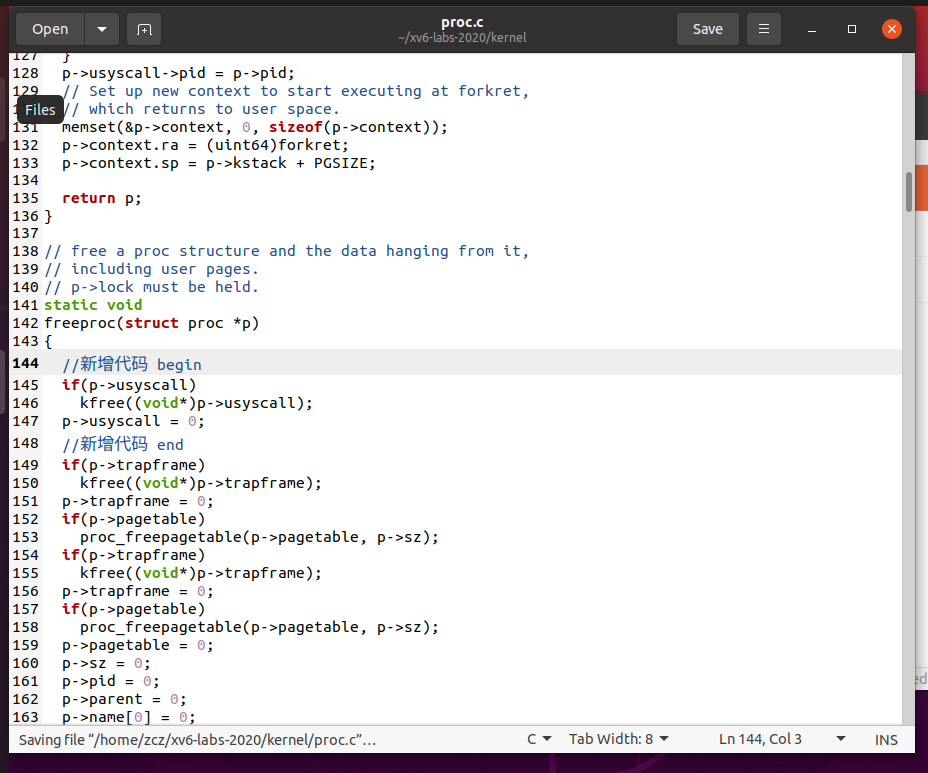 Open
proc.c
~/xv6-labs-2020/kernel
Save
127 }
128 p->usyscall->pid = p->pid;
129 // Set up new context to start executing at forkret,
Files
// which returns to user space.
131 memset(&p->context, 0, sizeof(p->context));
132 p->context.ra = (uint64)forkret;
133 p->context.sp = p->kstack + PGSIZE;
134
135 return p;
136 }
137
138 // free a proc structure and the data hanging from it,
139 // including user pages.
140 // p->lock must be held.
141 static void
142 freeproc(struct proc *p)
143 {
144 //新增代码 begin
145 if(p->usyscall)
146 kfree((void*)p->usyscall);
147 p->usyscall = 0;
148 //新增代码 end
149 if(p->trapframe)
150 kfree((void*)p->trapframe);
151 p->trapframe = 0;
152 if(p->pagetable)
153 proc_freepagetable(p->pagetable, p->sz);
154 if(p->trapframe)
155 kfree((void*)p->trapframe);
156 p->trapframe = 0;
157 if(p->pagetable)
158 proc_freepagetable(p->pagetable, p->sz);
159 p->pagetable = 0;
160 p->sz = 0;
161 p->pid = 0;
162 p->parent = 0;
163 p->name[0] = 0;
ed
Saving file “/home/zcz/xv6-labs-2020/kernel/proc.c”…
C
Tab Width: 8
Ln 144, Col 3
INS